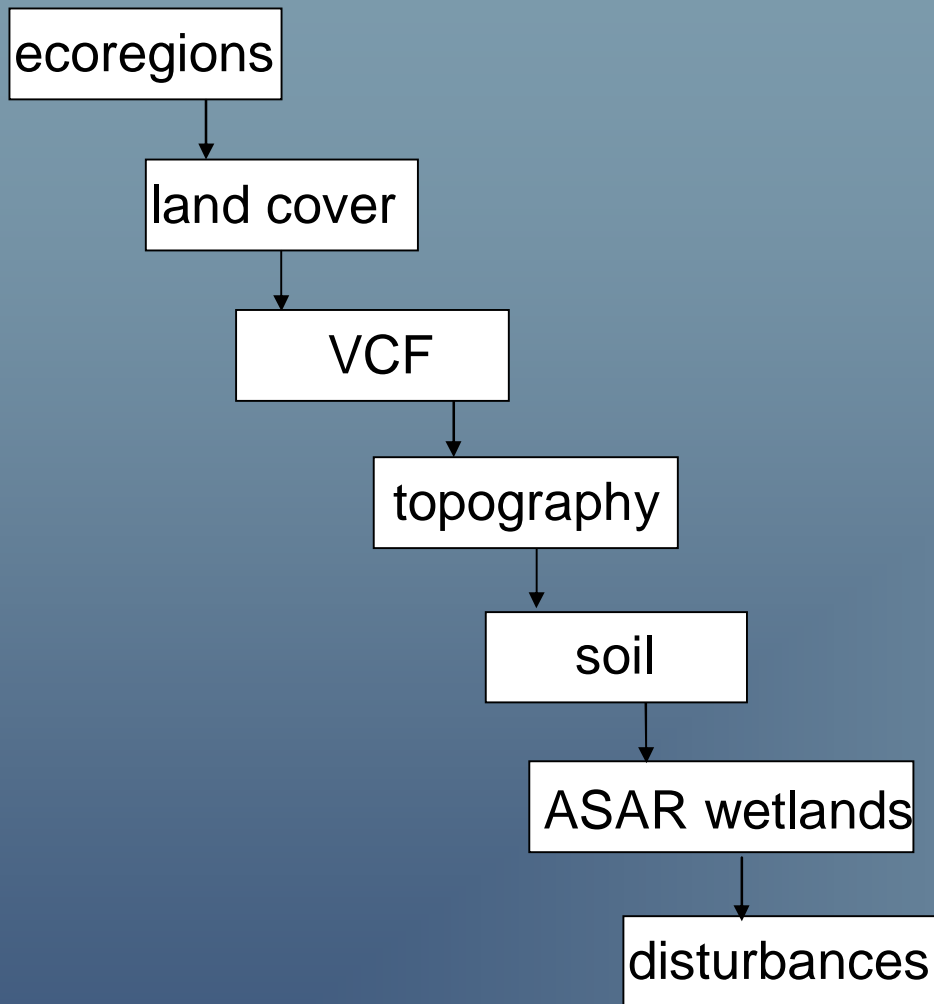 ecoregions
land cover
VCF
topography
soil
ASAR wetlands
disturbances